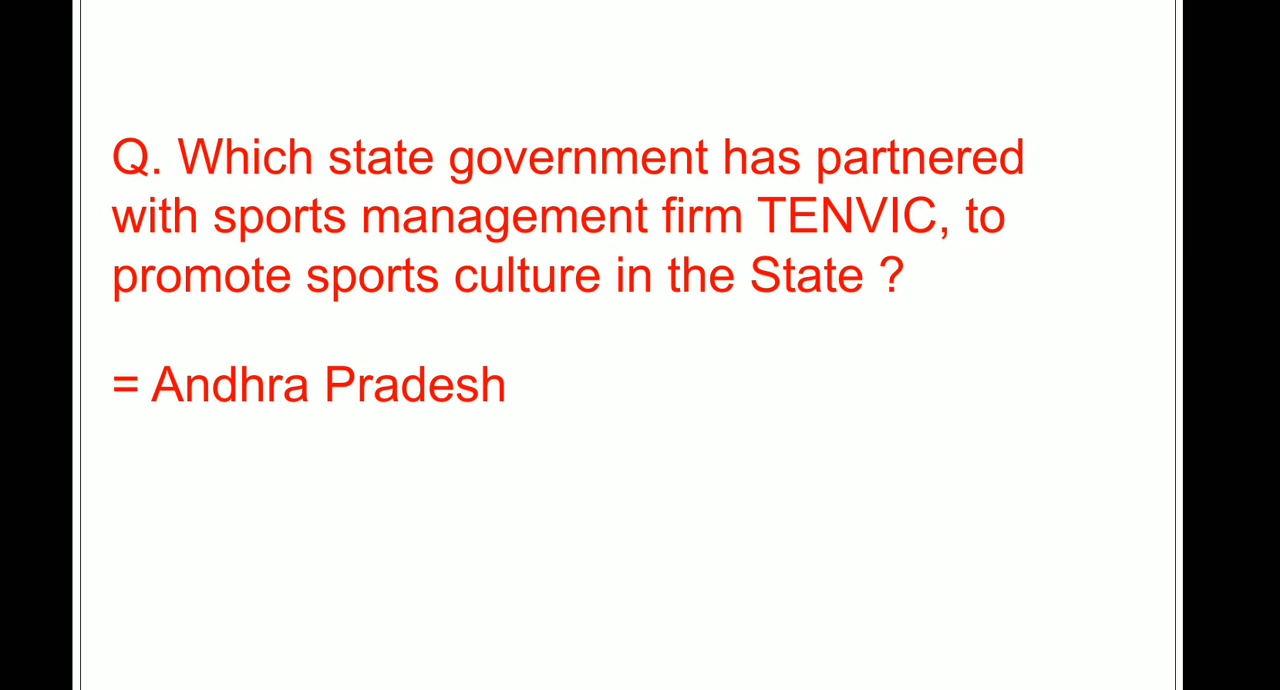 Q. Which state government has partnered
with sports management firm TENVIC, to
promote sports culture in the State ?
= Andhra Pradesh